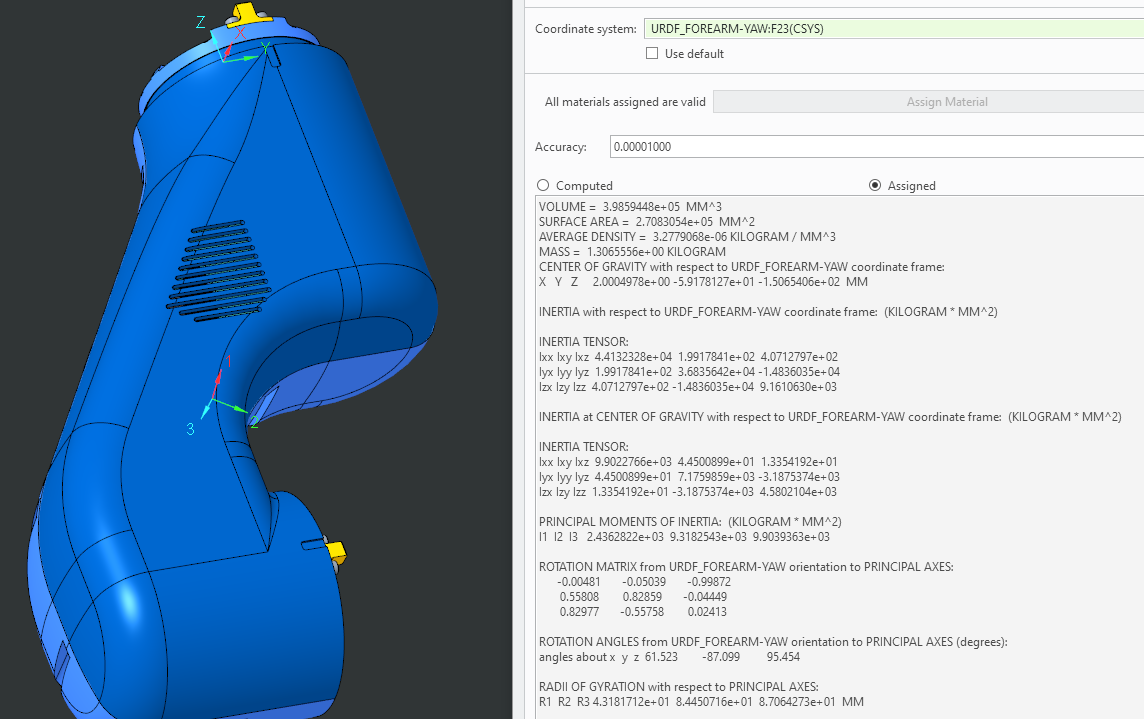 Coordinate system: URDF_FOREARM-YAW:F23(CSYS)
Use default
All materials assigned are valid Assign Material
Accuracy: 0.00001000
Computed Assigned
VOLUME = 3.9859448e+05 MM^3
SURFACE AREA = 2.7083054e+05 MM^2
AVERAGE DENSITY = 3.2779068e-06 KILOGRAM / MM^3
MASS = 1.3065556e+00 KILOGRAM
CENTER OF GRAVITY with respect to URDF_FOREARM-YAW coordinate frame:
X Y Z 2.0004978e+00 -5.9178127e+01 -1.5065406e+02 MM
INERTIA with respect to URDF_FOREARM-YAW coordinate frame: (KILOGRAM * MM^2)
INERTIA TENSOR:
Ixx Ixy Ixz 4.4132328e+04 1.9917841e+02 4.0712797e+02
Iyx Iyy Iyz 1.9917841e+02 3.6835642e+04 -1.4836035e+04
Izx Izy Izz 4.0712797e+02 -1.4836035e+04 9.1610630e+03
INERTIA at CENTER OF GRAVITY with respect to URDF_FOREARM-YAW coordinate frame: (KILOGRAM * MM^2)
INERTIA TENSOR:
Ixx Ixy Ixz 9.9022766e+03 4.4500899e+01 1.3354192e+01
Iyx Iyy Iyz 4.4500899e+01 7.1759859e+03 -3.1875374e+03
Izx Izy Izz 1.3354192e+01 -3.1875374e+03 4.5802104e+03
PRINCIPAL MOMENTS OF INERTIA: (KILOGRAM * MM^2)
I1 I2 I3 2.4362822e+03 9.3182543e+03 9.9039363e+03
ROTATION MATRIX from URDF_FOREARM-YAW orientation to PRINCIPAL AXES:
-0.00481 -0.05039 -0.99872
0.55808 0.82859 -0.04449
0.82977 -0.55758 0.02413
ROTATION ANGLES from URDF_FOREARM-YAW orientation to PRINCIPAL AXES (degrees):
angles about x y z 61.523 -87.099 95.454
RADII OF GYRATION with respect to PRINCIPAL AXES:
R1 R2 R3 4.3181712e+01 8.4450716e+01 8.7064273e+01 MM
Z
X
Y
1
2
3